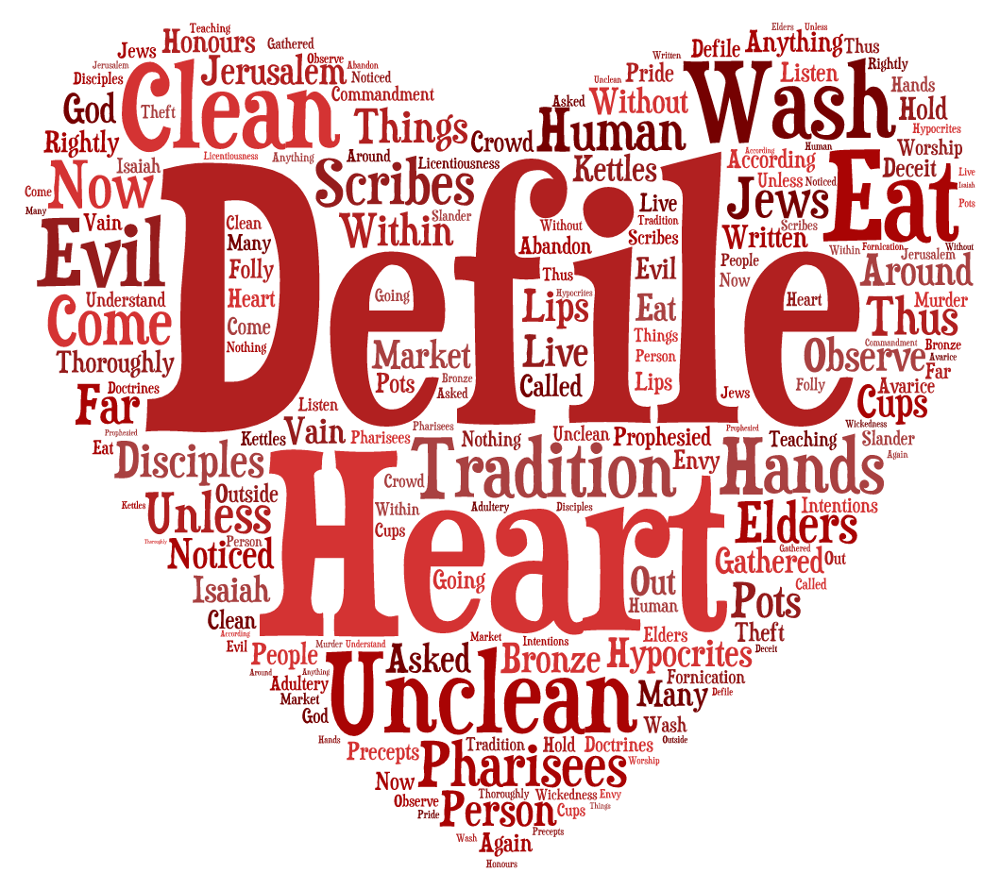 Teaching
Elders Unless
Jews Honours Gathered
Defile Anything Thus
Jerusalem Observe
Written
Disciples Clean Jerusalem Abandon Noticed
Unclean Pride Wash Listen Rightly
God Theft Commandment
Asked Without Hands Hold
Rightly Things Crowd Human Hypocrites
Licentiousness Anything Around Licentiousness
According Human Worship
Isaiah Scribes Kettles According Eat Deceit Live
Come Now Unless Noticed Isaiah
Many Defile Live Jews Pots
Evil Vain Clean Within Slander Without Tradition Scribes
Many Abandon Scribes Written Within Fornication Without
Folly Thus Evil People Jerusalem Around
Understand Heart Going Hypocrites Now
Come Come Lips Eat Heart Thus Murder
Nothing Things Commandment Bronze
Thoroughly Market Live Person Observe Avarice
Doctrines Pots Bronze Called Lips Folly Far
Far Asked Jews Avarice
Listen Cups
Prophesied Vain Pharisees Prophesied Wickedness
Eat Kettles Pharisees Nothing Unclean Prophesied Teaching Slander
Disciples Heart Tradition Envy Hands Again
Outside Crowd
Kettles Unless Within Adultery Disciples Elders Intentions
Thoroughly Person Cups Gathered
Noticed Gathered Out
Isaiah Going Out Called
Clean Human Pots
According Market Elders Theft
Evil People Murder Understand Intentions Deceit
Around Anything Asked Bronze Hypocrites
Adultery Unclean Fornication
Market Many Defile
God Wash
Hands Outside
Precepts Tradition Hold Doctrines
Pharisees Worship
Now
Observe Thoroughly Wickedness Envy
Pride Person Cups Things
Wash Again Precepts
Honours